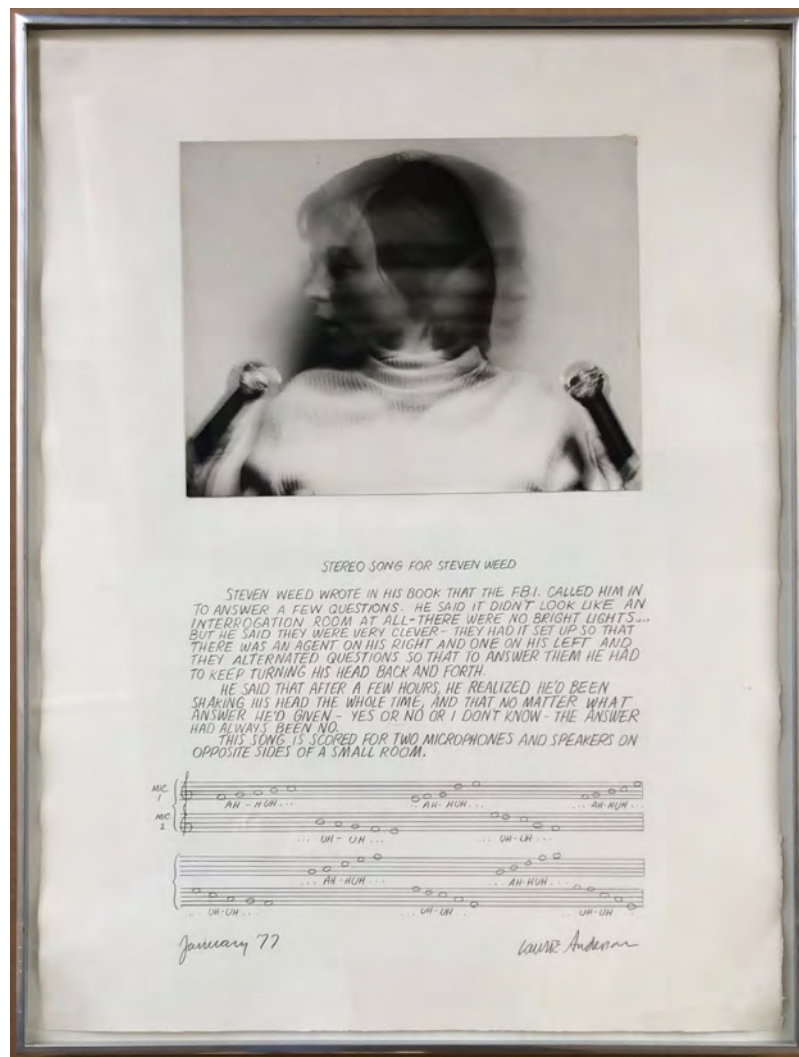 STEREO SONG FOR STEVEN WEED
STEVEN WEED WROTE IN HIS BOOK THAT THE F.B.I. CALLED HIM IN
TO ANSWER A FEW QUESTIONS. HE SAID IT DIDN'T LOOK LIKE AN
INTERROGATION ROOM AT ALL-THERE WERE NO BRIGHT LIGHTS...
BUT HE SAID THEY WERE VERY CLEVER - THEY HAD IT SET UP SO THAT
THERE WAS AN AGENT ON HIS RIGHT AND ONE ON HIS LEFT AND
THEY ALTERNATED QUESTIONS SO THAT TO ANSWER THEM HE HAD
TO KEEP TURNING HIS HEAD BACK AND FORTH.
HE SAID THAT AFTER A FEW HOURS, HE REALIZED HE'D BEEN
SHAKING HIS HEAD THE WHOLE TIME, AND THAT NO MATTER WHAT
ANSWER HE'D GIVEN - YES OR NO OR I DON'T KNOW - THE ANSWER
HAD ALWAYS BEEN NO.
THIS SONG IS SCORED FOR TWO MICROPHONES AND SPEAKERS ON
OPPOSITE SIDES OF A SMALL ROOM.
MIC 1
AH - HUH... ... AH-HUH... ... AH-HUH...
MIC 2
... UH-UH... ... UH-UH...
... AH-HUH... ... AH-HUH...
... UH-UH... ... UH-UH... ... UH-UH
January '77 Laurie Anderson